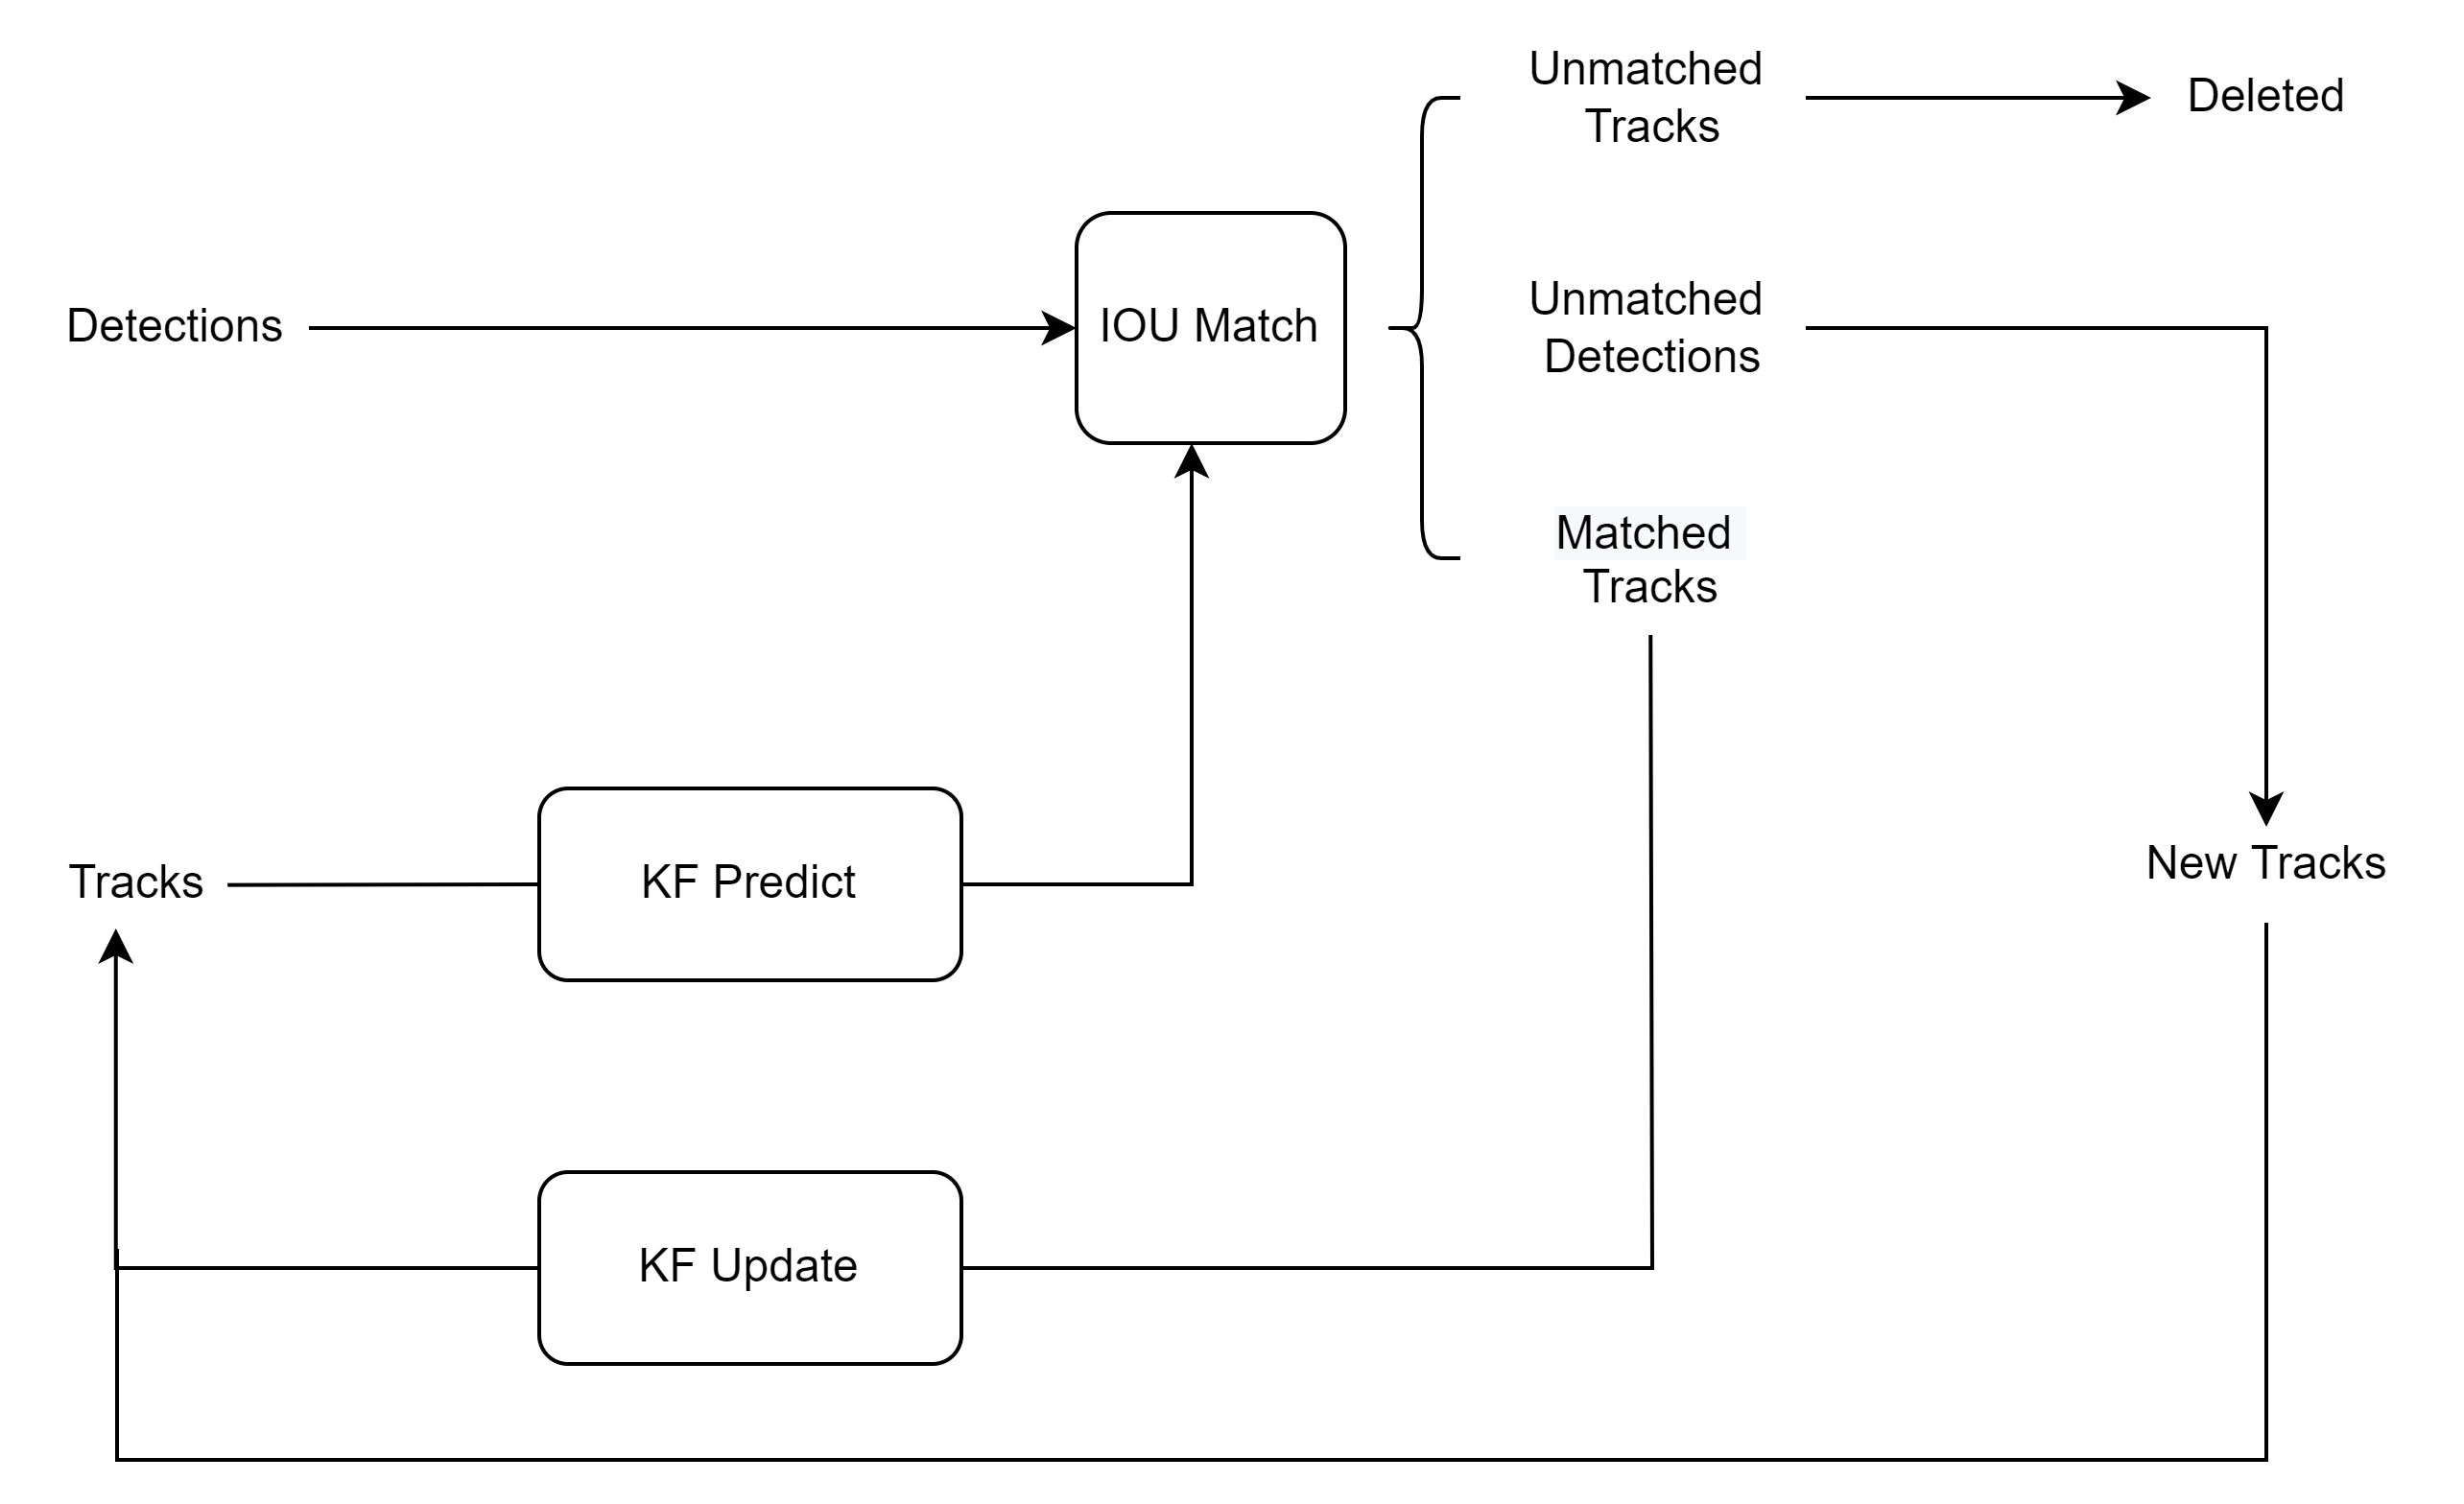 Unmatched
Tracks
Deleted
Detections
IOU Match
Unmatched
Detections
Matched
Tracks
Tracks
KF Predict
New Tracks
KF Update